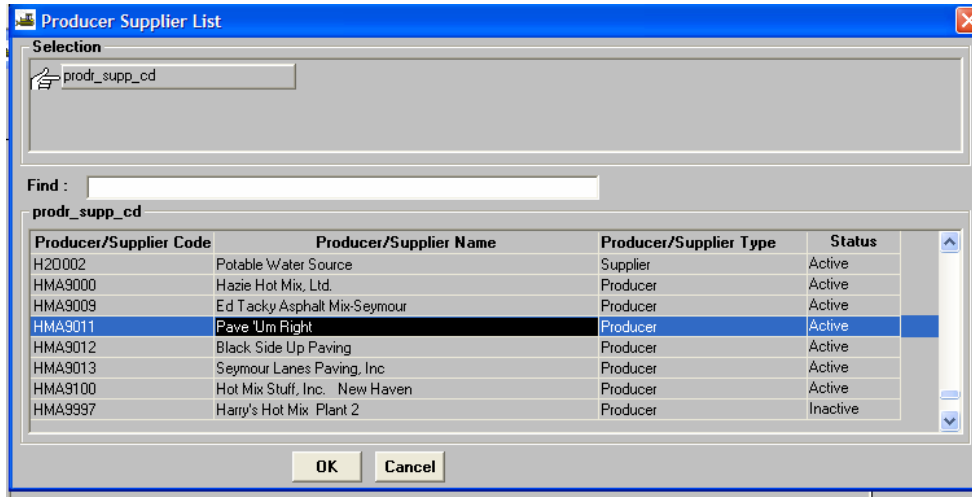 Producer Supplier List
Selection
prodr_supp_cd
Find :
prodr_supp_cd
Producer/Supplier Code Producer/Supplier Name Producer/Supplier Type Status
H2O002 Potable Water Source Supplier Active
HMA9000 Hazie Hot Mix, Ltd. Producer Active
HMA9009 Ed Tacky Asphalt Mix-Seymour Producer Active
HMA9011 Pave 'Um Right Producer Active
HMA9012 Black Side Up Paving Producer Active
HMA9013 Seymour Lanes Paving, Inc Producer Active
HMA9100 Hot Mix Stuff, Inc. New Haven Producer Active
HMA9997 Harry's Hot Mix Plant 2 Producer Inactive
OK Cancel